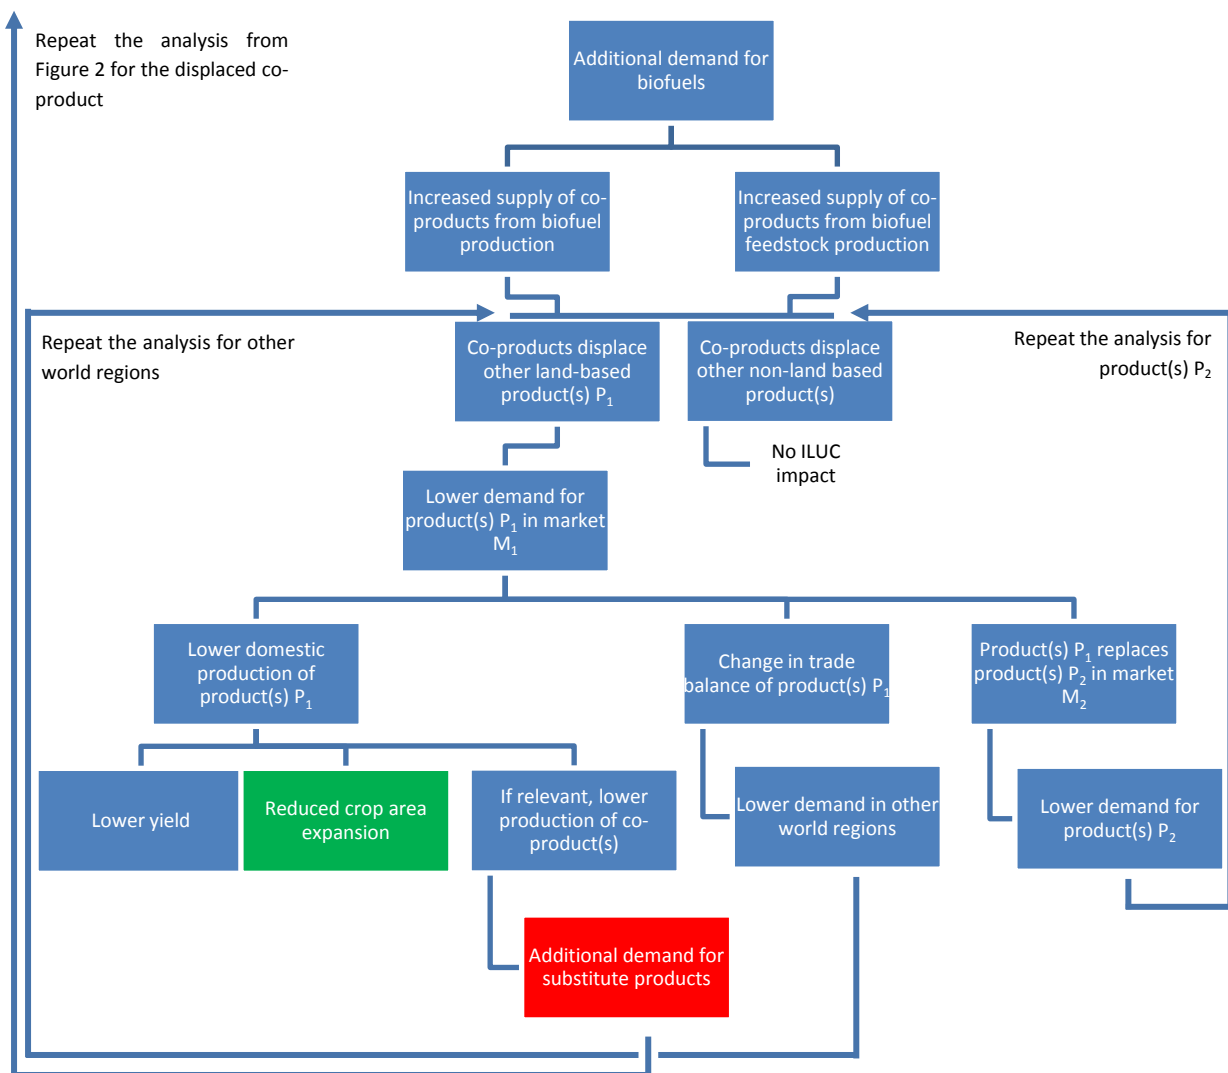 Repeat the analysis from
Figure 2 for the displaced co-
product
Additional demand for
biofuels
Increased supply of co-
products from biofuel
production
Increased supply of co-
products from biofuel
feedstock production
Repeat the analysis for other
world regions
Co-products displace
other land-based
product(s) P₁
Co-products displace
other non-land based
product(s)
Repeat the analysis for
product(s) P₂
No ILUC
impact
Lower demand for
product(s) P₁ in market
M₁
Lower domestic
production of
product(s) P₁
Change in trade
balance of product(s) P₁
Product(s) P₁ replaces
product(s) P₂ in market
M₂
Lower yield
Reduced crop area
expansion
If relevant, lower
production of co-
product(s)
Lower demand in other
world regions
Lower demand for
product(s) P₂
Additional demand for
substitute products